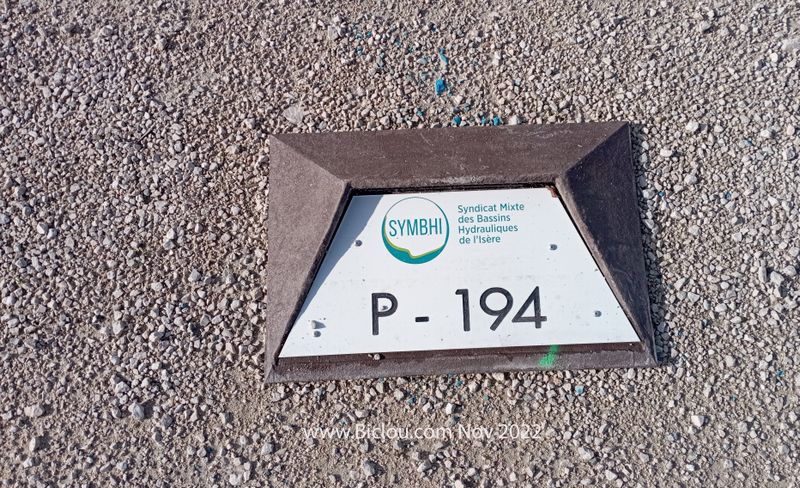 SYMBHI
Syndicat Mixte
des Bassins
Hydrauliques
de l'Isère
P - 194
www.Biclou.com Nov 2022